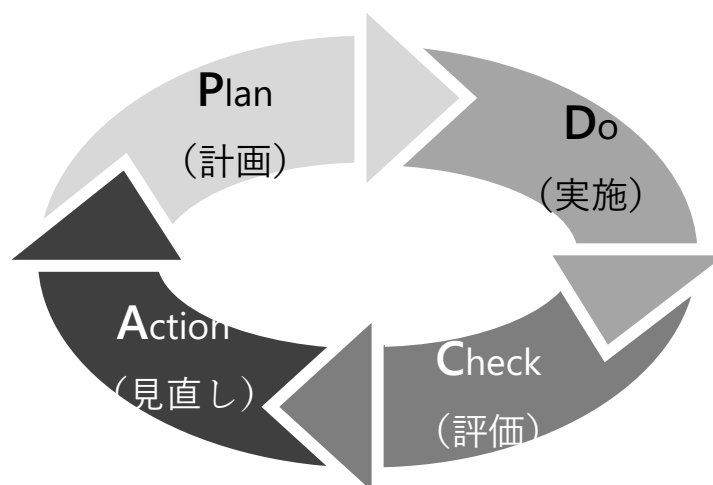 Plan
（計画）
Do
（実施）
Check
（評価）
Action
（見直し）